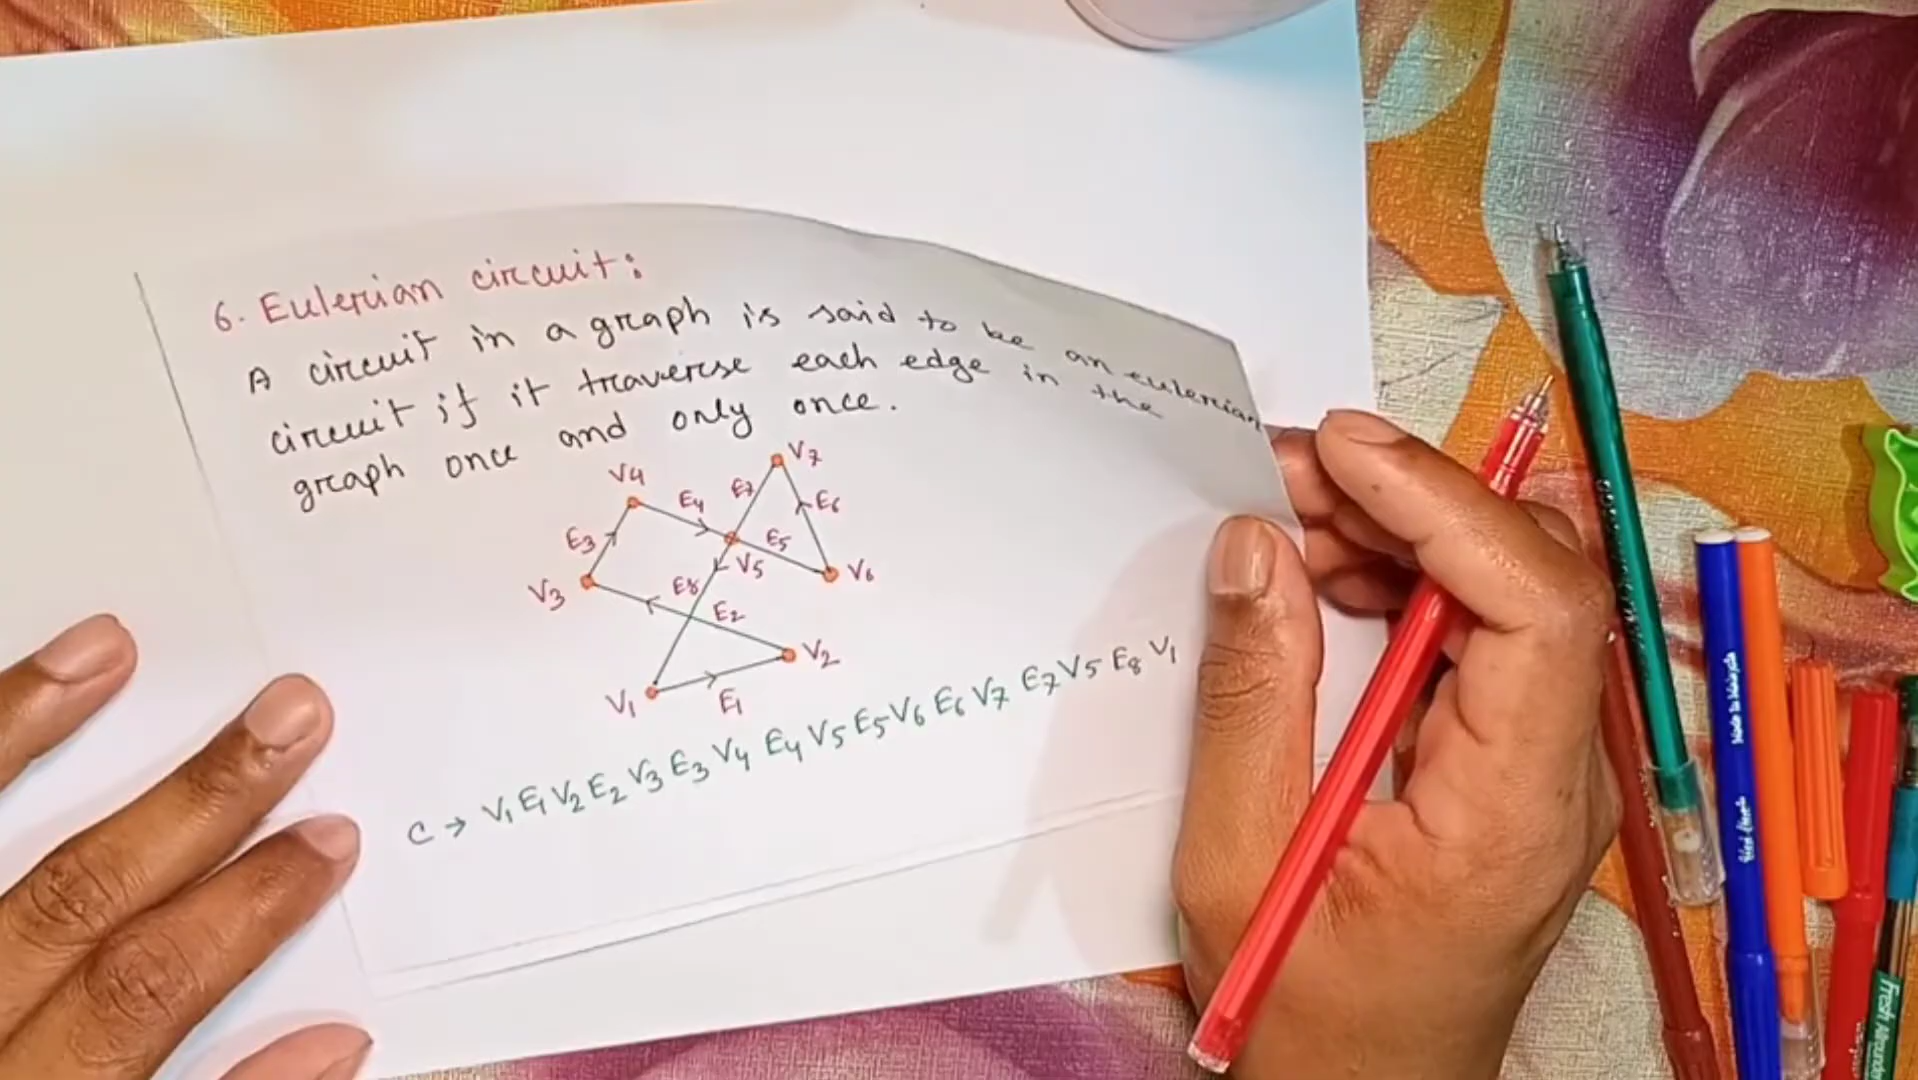 6. Eulerian circuit:
A circuit in a graph is said to be an eulerian
circuit if it traverse each edge in the
graph once and only once.
V7
V4
E7
E4
E6
E3
E5
V5
V6
V3
E8
E2
V2
V1
E1
C → V1 E1 V2 E2 V3 E3 V4 E4 V5 E5 V6 E6 V7 E7 V5 E8 V1